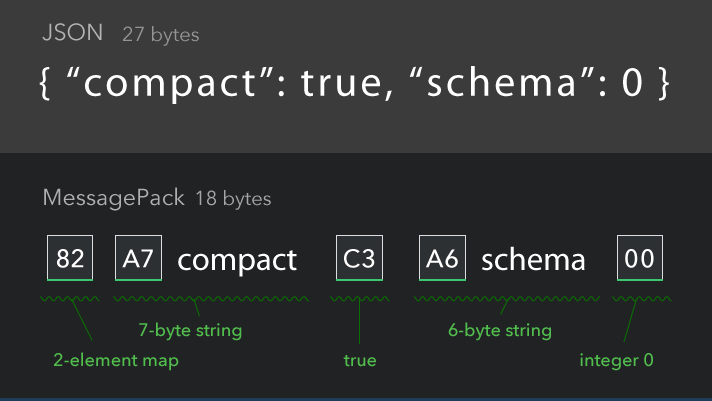 JSON 27 bytes
{ “compact”: true, “schema”: 0 }
MessagePack 18 bytes
82 A7 compact C3 A6 schema 00
7-byte string 6-byte string
2-element map true integer 0